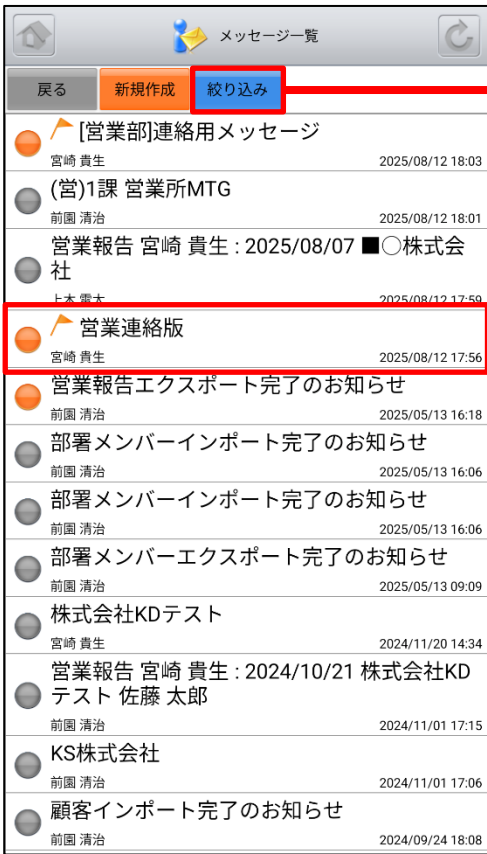 メッセージ一覧
戻る 新規作成 絞り込み
[営業部]連絡用メッセージ
宮崎 貴生 2025/08/12 18:03
(営)1課 営業所MTG
前園 清治 2025/08/12 18:01
営業報告 宮崎 貴生 : 2025/08/07 ■○株式会
社
上木 雷太 2025/08/12 17:59
営業連絡版
宮崎 貴生 2025/08/12 17:56
営業報告エクスポート完了のお知らせ
前園 清治 2025/05/13 16:18
部署メンバーインポート完了のお知らせ
前園 清治 2025/05/13 16:06
部署メンバーインポート完了のお知らせ
前園 清治 2025/05/13 16:06
部署メンバーエクスポート完了のお知らせ
前園 清治 2025/05/13 09:09
株式会社KDテスト
宮崎 貴生 2024/11/20 14:34
営業報告 宮崎 貴生 : 2024/10/21 株式会社KD
テスト 佐藤 太郎
前園 清治 2024/11/01 17:15
KS株式会社
前園 清治 2024/11/01 17:06
顧客インポート完了のお知らせ
前園 清治 2024/09/24 18:08